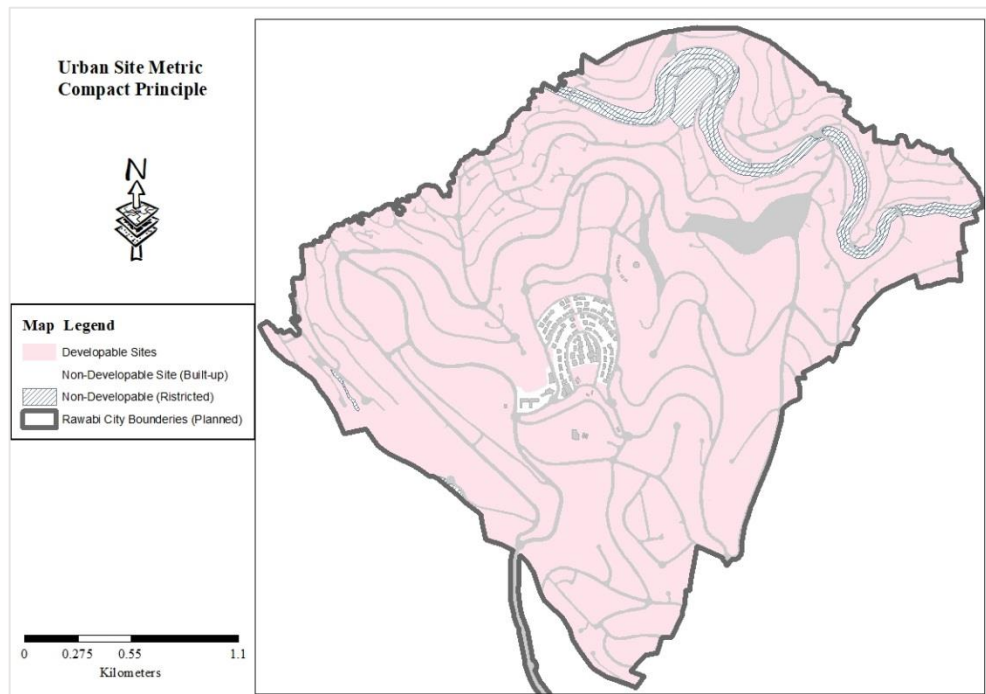 Urban Site Metric
Compact Principle
N
Map Legend
Developable Sites
Non-Developable Site (Built-up)
Non-Developable (Ristricted)
Rawabi City Bounderies (Planned)
0 0.275 0.55 1.1
Kilometers